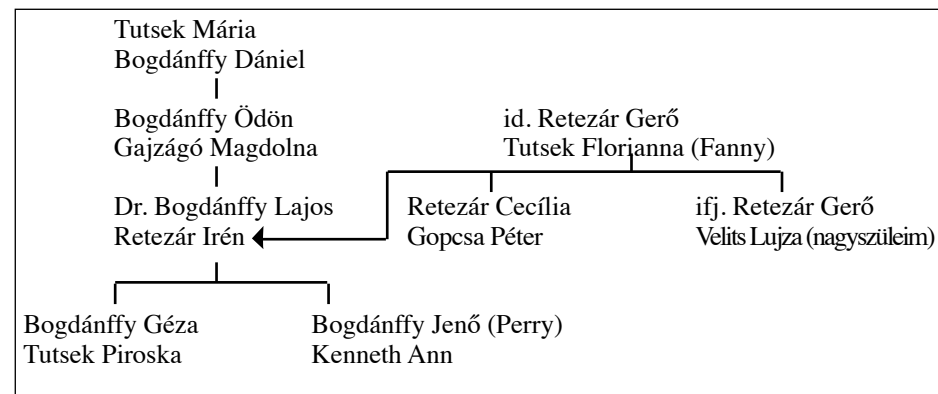 Tutsek Mária
Bogdánffy Dániel
Bogdánffy Ödön
Gajzágó Magdolna
id. Retezár Gerő
Tutsek Florianna (Fanny)
Dr. Bogdánffy Lajos
Retezár Irén
Retezár Cecília
Gopcsa Péter
ifj. Retezár Gerő
Velits Lujza (nagyszüleim)
Bogdánffy Géza
Tutsek Piroska
Bogdánffy Jenő (Perry)
Kenneth Ann